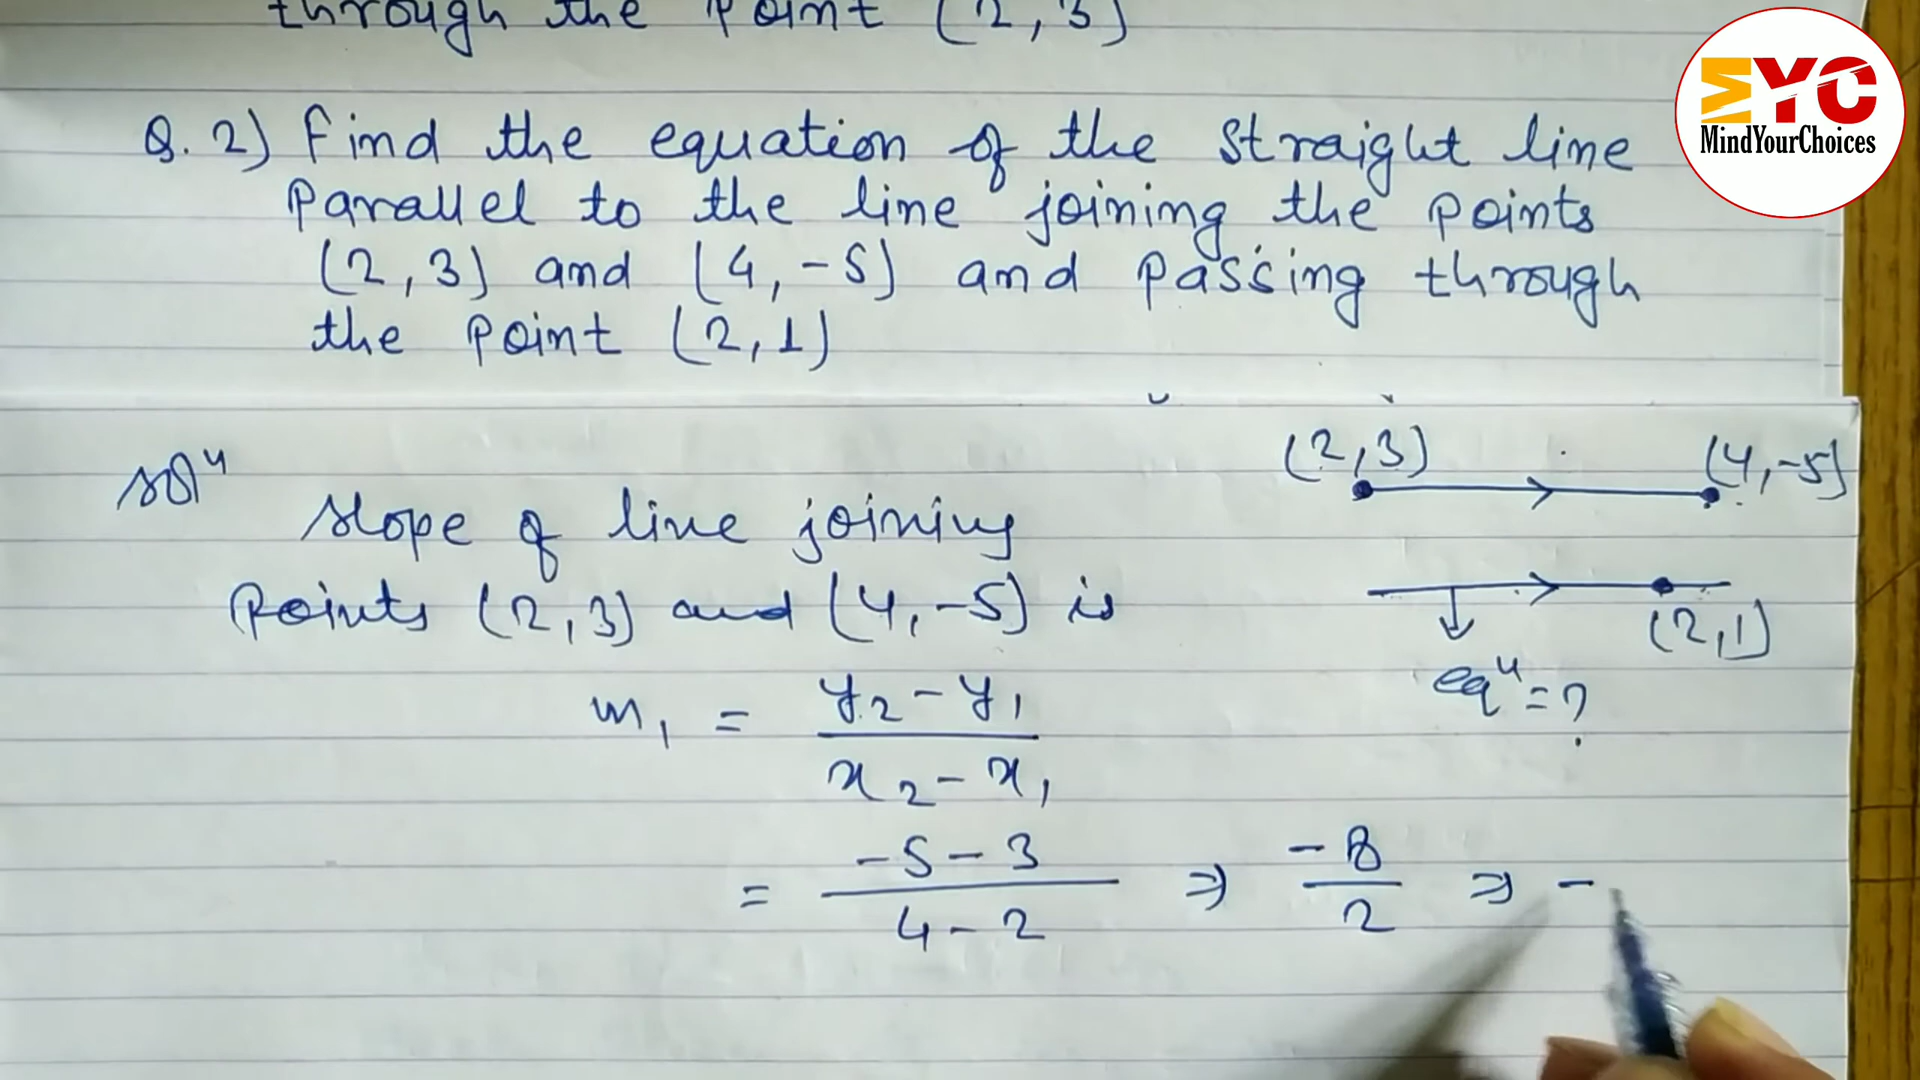 through the point (2,3)
MYC
MindYourChoices
Q. 2) Find the equation of the straight line
parallel to the line joining the points
(2,3) and (4,-5) and passing through
the point (2,1)
(2,3) (4,-5)
(2,1)
eqⁿ = ?
solⁿ
slope of line joining
points (2,3) and (4,-5) is
m₁ = y₂ - y₁
x₂ - x₁
= -5 - 3 ⇒ -8 ⇒ -
4 - 2 2